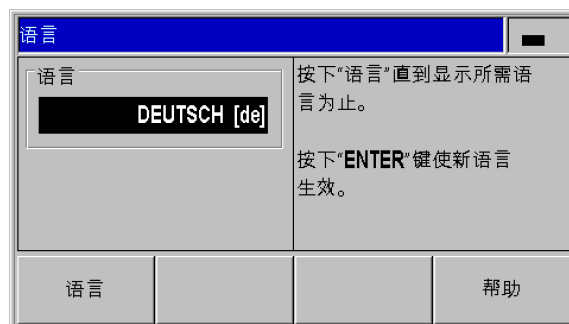 语言
语言
DEUTSCH [de]
按下“语言”直到显示所需语
言为止。
按下“ENTER”键使新语言
生效。
语言
帮助